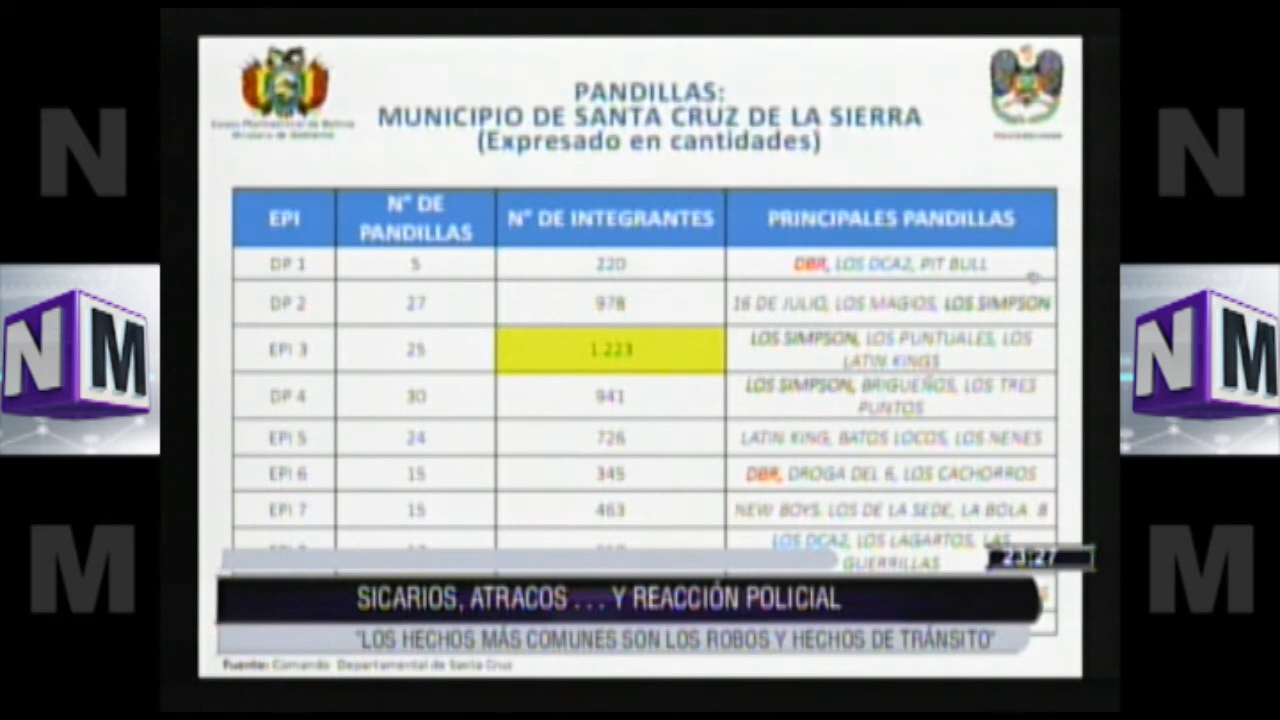 N
N
M
M
N M
N M
PANDILLAS:
MUNICIPIO DE SANTA CRUZ DE LA SIERRA
(Expresado en cantidades)
EPI N° DE PANDILLAS N° DE INTEGRANTES PRINCIPALES PANDILLAS
DP 1 5 220 DBR, LOS DCAZ, PIT BULL
DP 2 27 978 16 DE JULIO, LOS MAGIOS, LOS SIMPSON
EPI 3 25 1.223 LOS SIMPSON, LOS PUNTUALES, LOS
LATIN KINGS
DP 4 30 941 LOS SIMPSON, BRIGUEÑOS, LOS TRES
PUNTOS
EPI 5 24 726 LATIN KING, BATOS LOCOS, LOS NENES
EPI 6 15 345 DBR, DROGA DEL 6, LOS CACHORROS
EPI 7 15 463 NEW BOYS, LOS DE LA SEDE, LA BOLA 8
LOS DCAZ, LOS LAGARTOS, LAS
GUERRILLAS
23:27
SICARIOS, ATRACOS . . . Y REACCIÓN POLICIAL
"LOS HECHOS MÁS COMUNES SON LOS ROBOS Y HECHOS DE TRÁNSITO"
Fuente: Comando Departamental de Santa Cruz